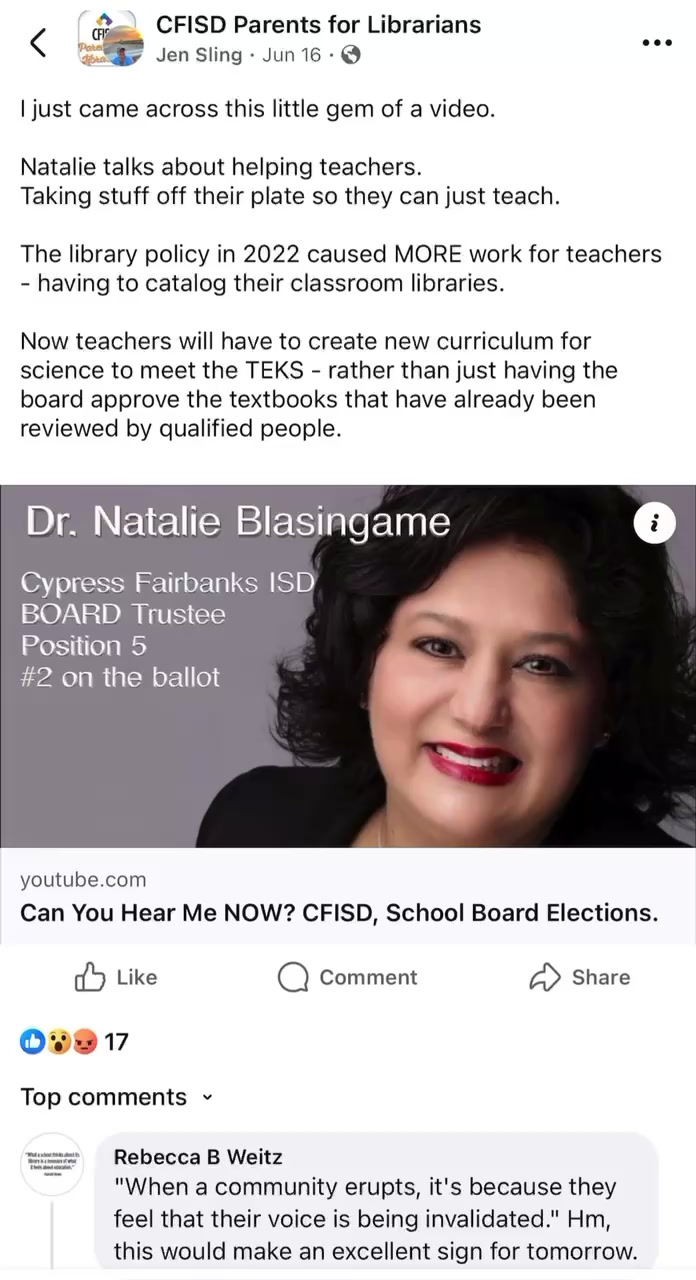 CFISD Parents for Librarians
Jen Sling · Jun 16 ·
I just came across this little gem of a video.
Natalie talks about helping teachers.
Taking stuff off their plate so they can just teach.
The library policy in 2022 caused MORE work for teachers
- having to catalog their classroom libraries.
Now teachers will have to create new curriculum for
science to meet the TEKS - rather than just having the
board approve the textbooks that have already been
reviewed by qualified people.
Dr. Natalie Blasingame
Cypress Fairbanks ISD
BOARD Trustee
Position 5
#2 on the ballot
youtube.com
Can You Hear Me NOW? CFISD, School Board Elections.
Like
Comment
Share
17
Top comments
Rebecca B Weitz
"When a community erupts, it's because they
feel that their voice is being invalidated." Hm,
this would make an excellent sign for tomorrow.